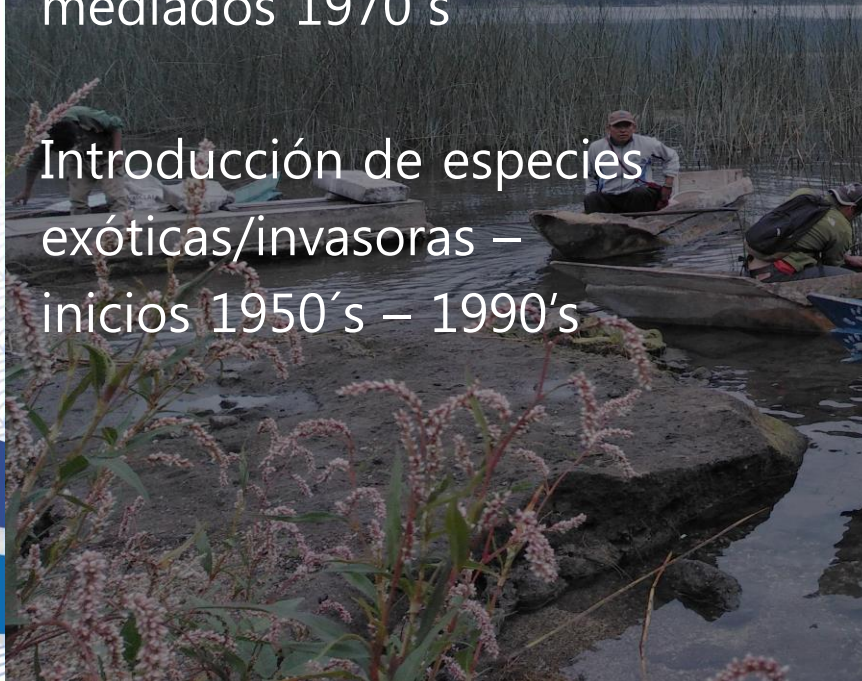 mediados 1970´s
Introducción de especies
exóticas/invasoras –
inicios 1950´s – 1990’s